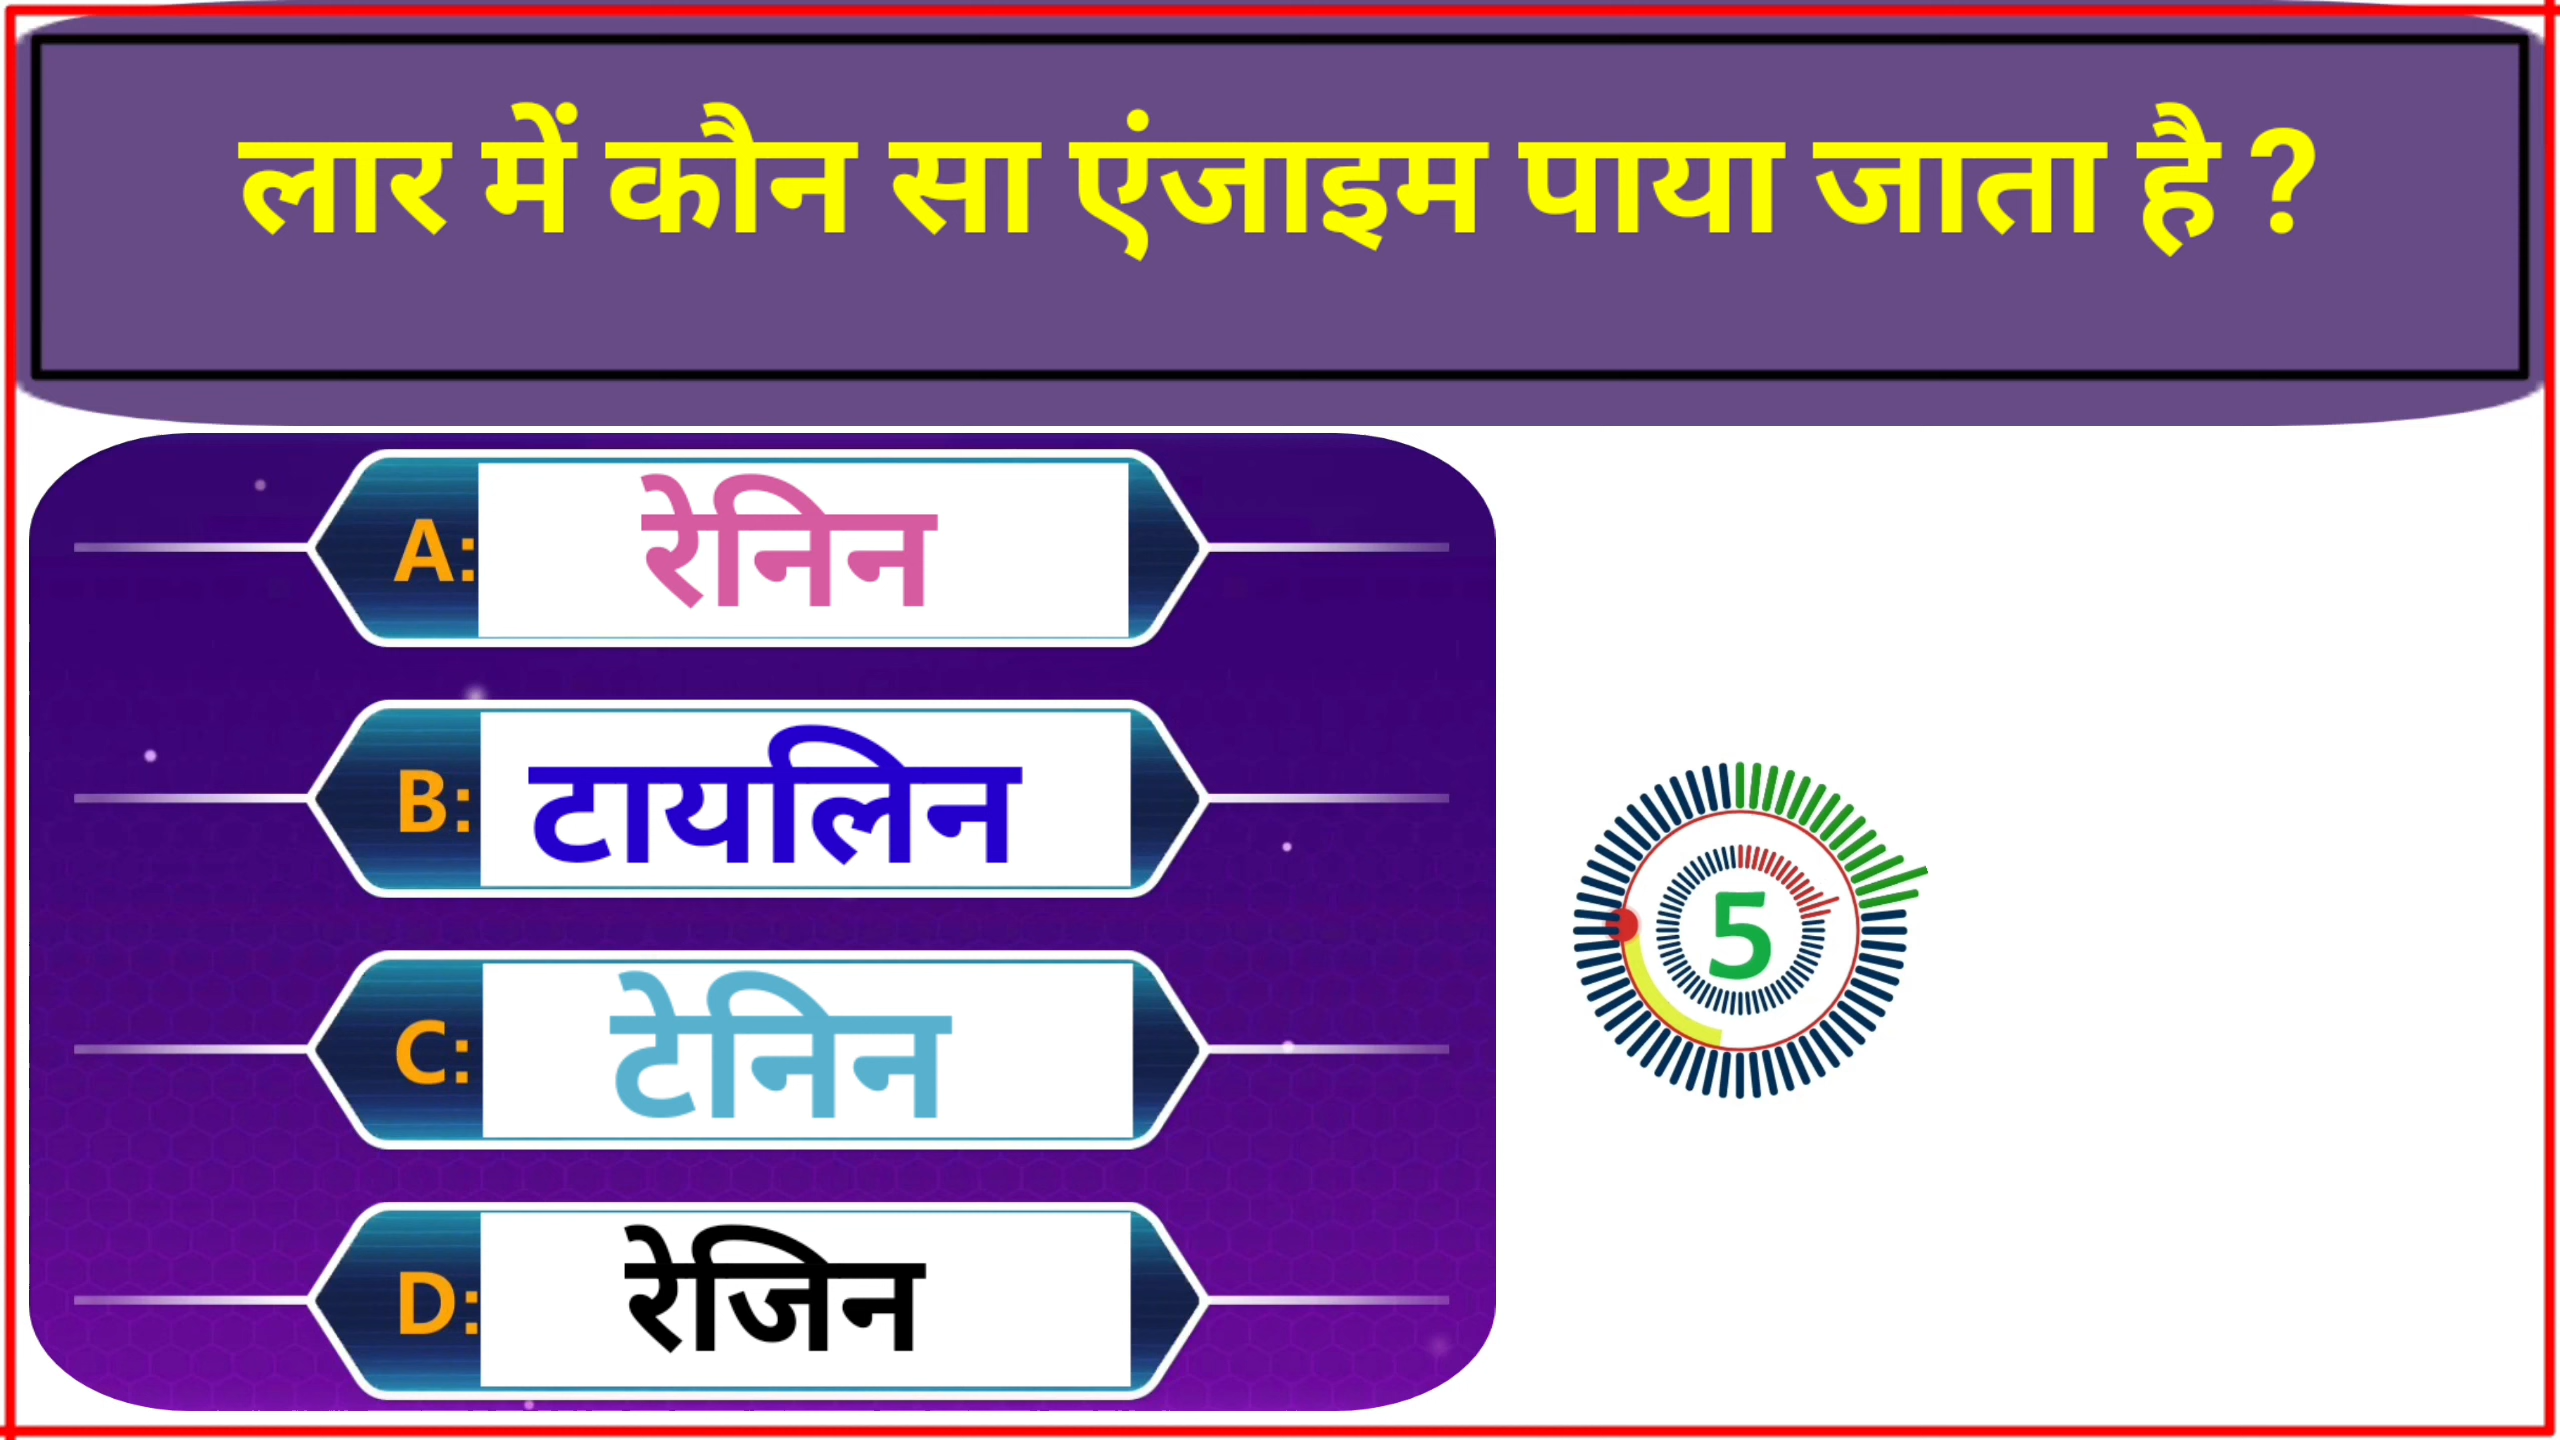 लार में कौन सा एंजाइम पाया जाता है ?
A: रेनिन
B: टायलिन
C: टेनिन
D: रेजिन
5